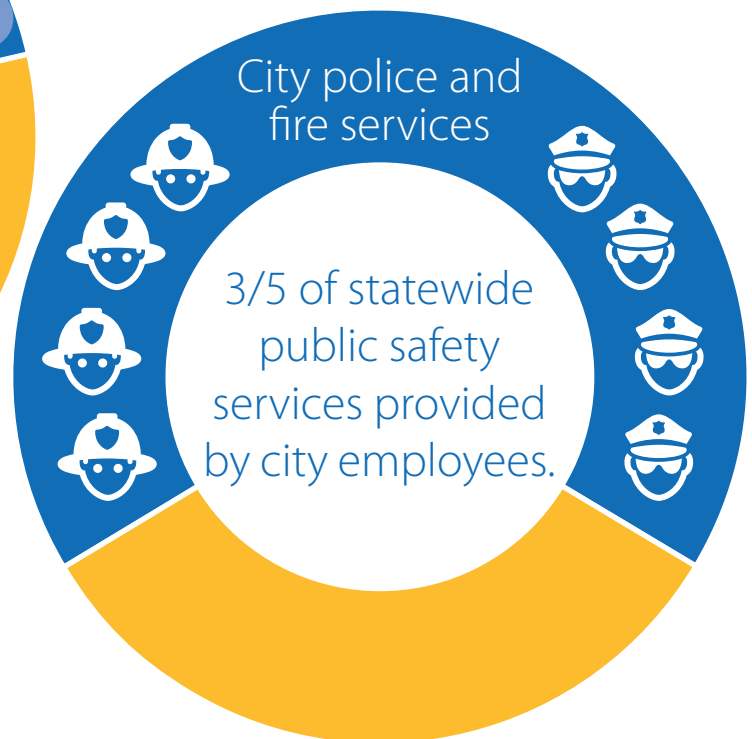 City police and
fire services
3/5 of statewide
public safety
services provided
by city employees.